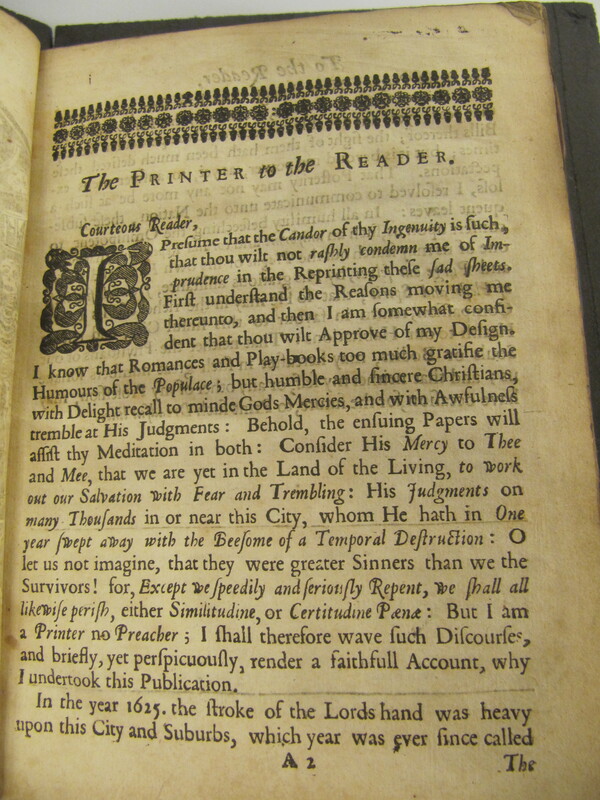 The PRINTER to the READER.
Courteous Reader,
I Preſume that the Candor of thy Ingenuity is ſuch,
that thou wilt not raſhly condemn me of Im-
prudence in the Reprinting theſe ſad ſheets.
Firſt underſtand the Reaſons moving me
thereunto, and then I am ſomewhat confi-
dent that thou wilt Approve of my Deſign.
I know that Romances and Play-books too much gratifie the
Humours of the Populace; but humble and ſincere Chriſtians,
with Delight recall to minde Gods Mercies, and with Awfulneſs
tremble at His Judgments: Behold, the enſuing Papers will
aſſiſt thy Meditation in both: Conſider His Mercy to Thee
and Mee, that we are yet in the Land of the Living, to work
out our Salvation with Fear and Trembling: His Judgments on
many Thouſands in or near this City, whom He hath in One
year ſwept away with the Beeſome of a Temporal Deſtruction: O
let us not imagine, that they were greater Sinners than we the
Survivors! for, Except we ſpeedily and ſeriouſly Repent, we ſhall all
likewiſe periſh, either Similitudine, or Certitudine Pænæ: But I am
a Printer no Preacher; I ſhall therefore wave ſuch Diſcourſes,
and briefly, yet perſpicuouſly, render a faithfull Account, why
I undertook this Publication.
In the year 1625. the ſtroke of the Lords hand was heavy
upon this City and Suburbs, which year was ever ſince called
A 2
The